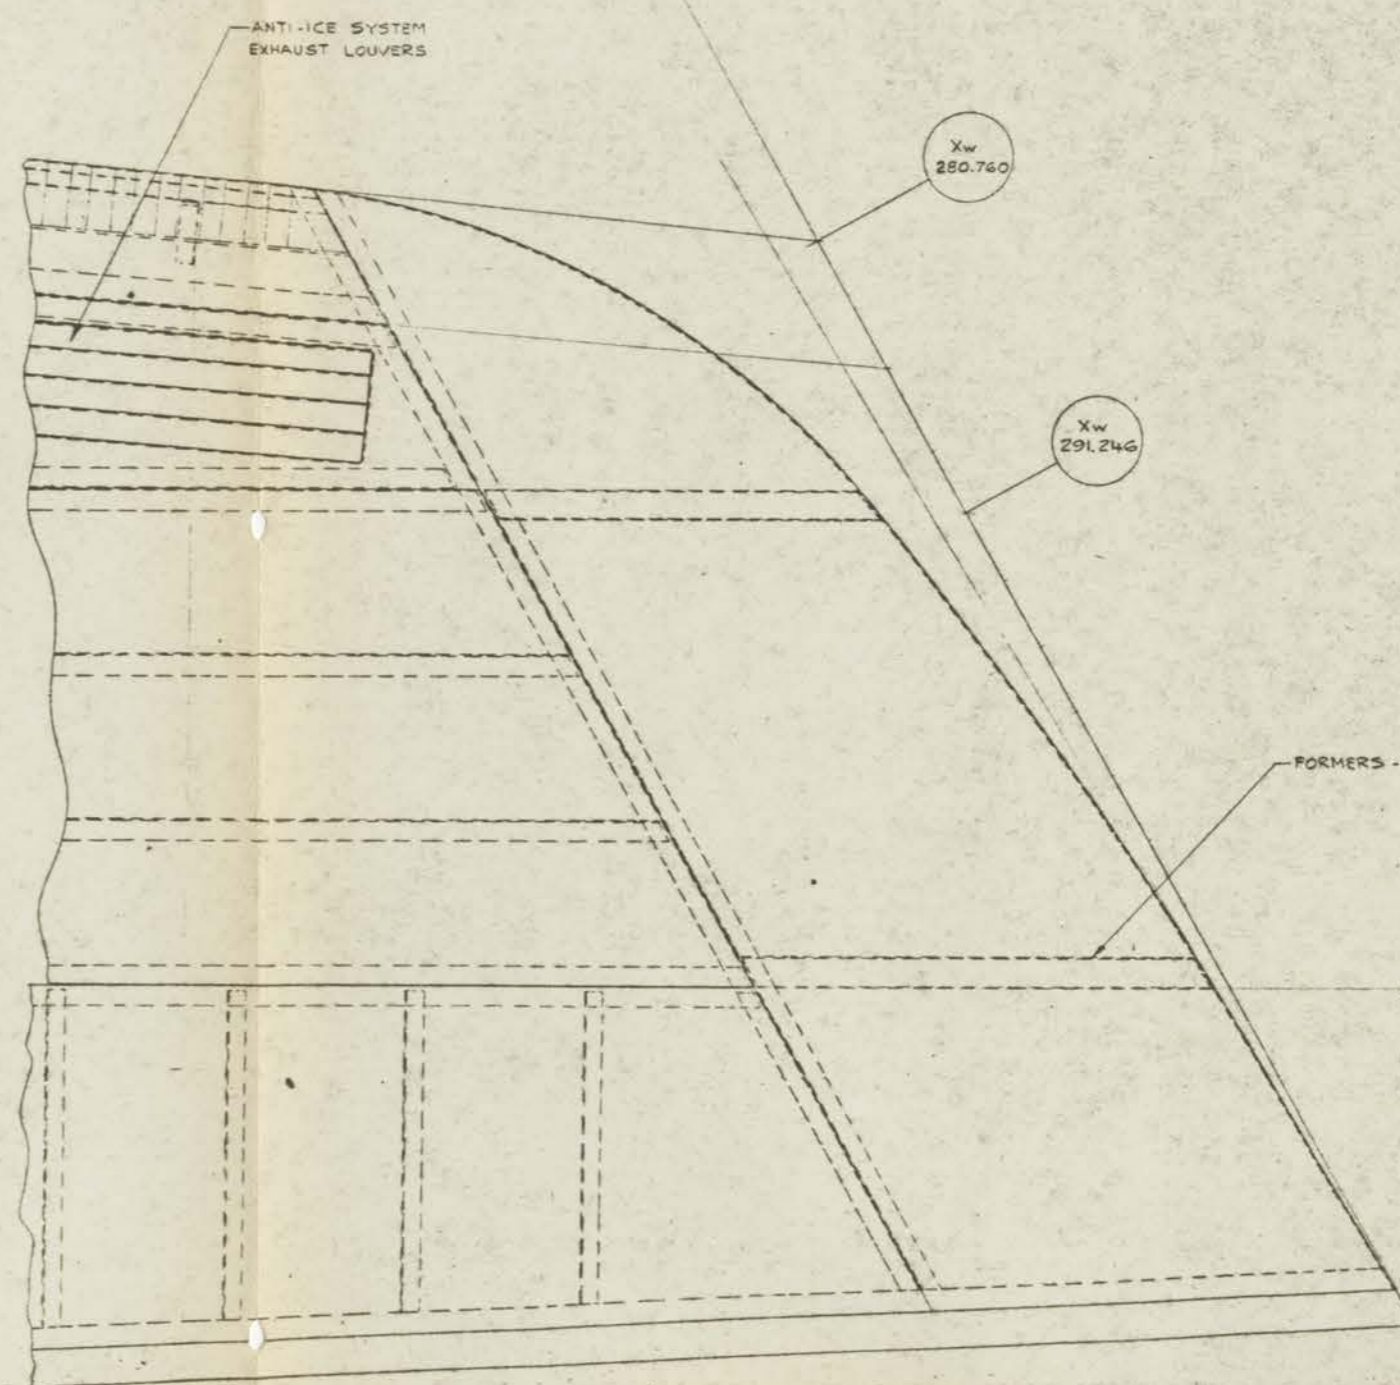 ANTI-ICE SYSTEM
EXHAUST LOUVERS
Xw
280.760
Xw
291.246
FORMERS -